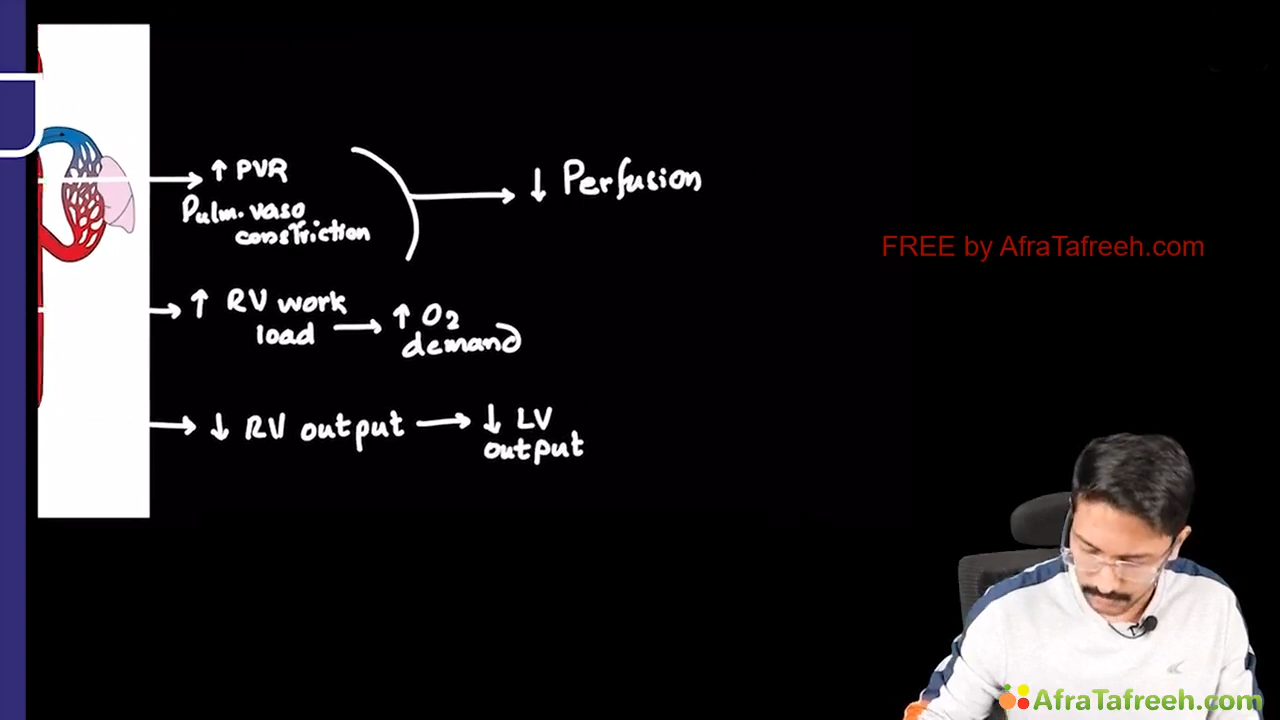 ↑ PVR
Pulm. vaso
constriction
↓ Perfusion
FREE by AfraTafreeh.com
↑ RV work
load → ↑ O2
demand
↓ RV output → ↓ LV
output
AfraTafreeh.com